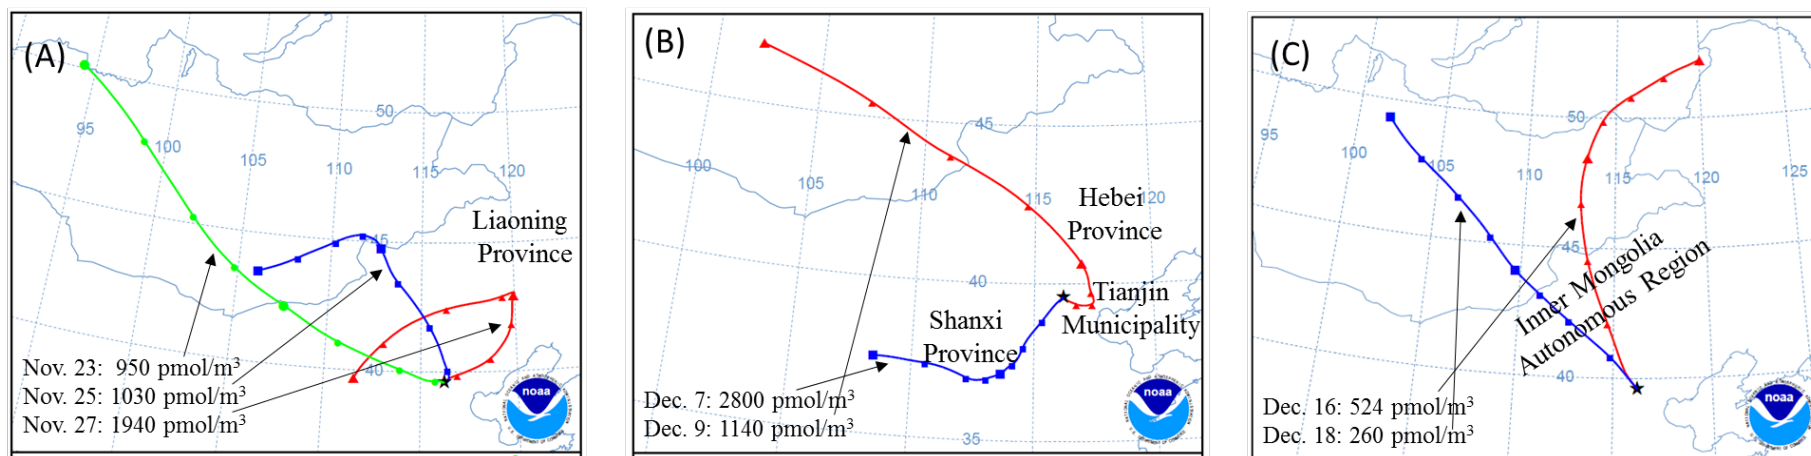 (A)
50
95
100
105
110
115
120
Liaoning
Province
45
40
Nov. 23: 950 pmol/m³
Nov. 25: 1030 pmol/m³
Nov. 27: 1940 pmol/m³
noaa
(B)
45
100
105
110
115
120
Hebei
Province
40
Tianjin
Municipality
Shanxi
Province
Dec. 7: 2800 pmol/m³
Dec. 9: 1140 pmol/m³
35
noaa
(C)
50
95
100
105
110
115
120
125
45
Inner Mongolia
Autonomous Region
40
Dec. 16: 524 pmol/m³
Dec. 18: 260 pmol/m³
noaa